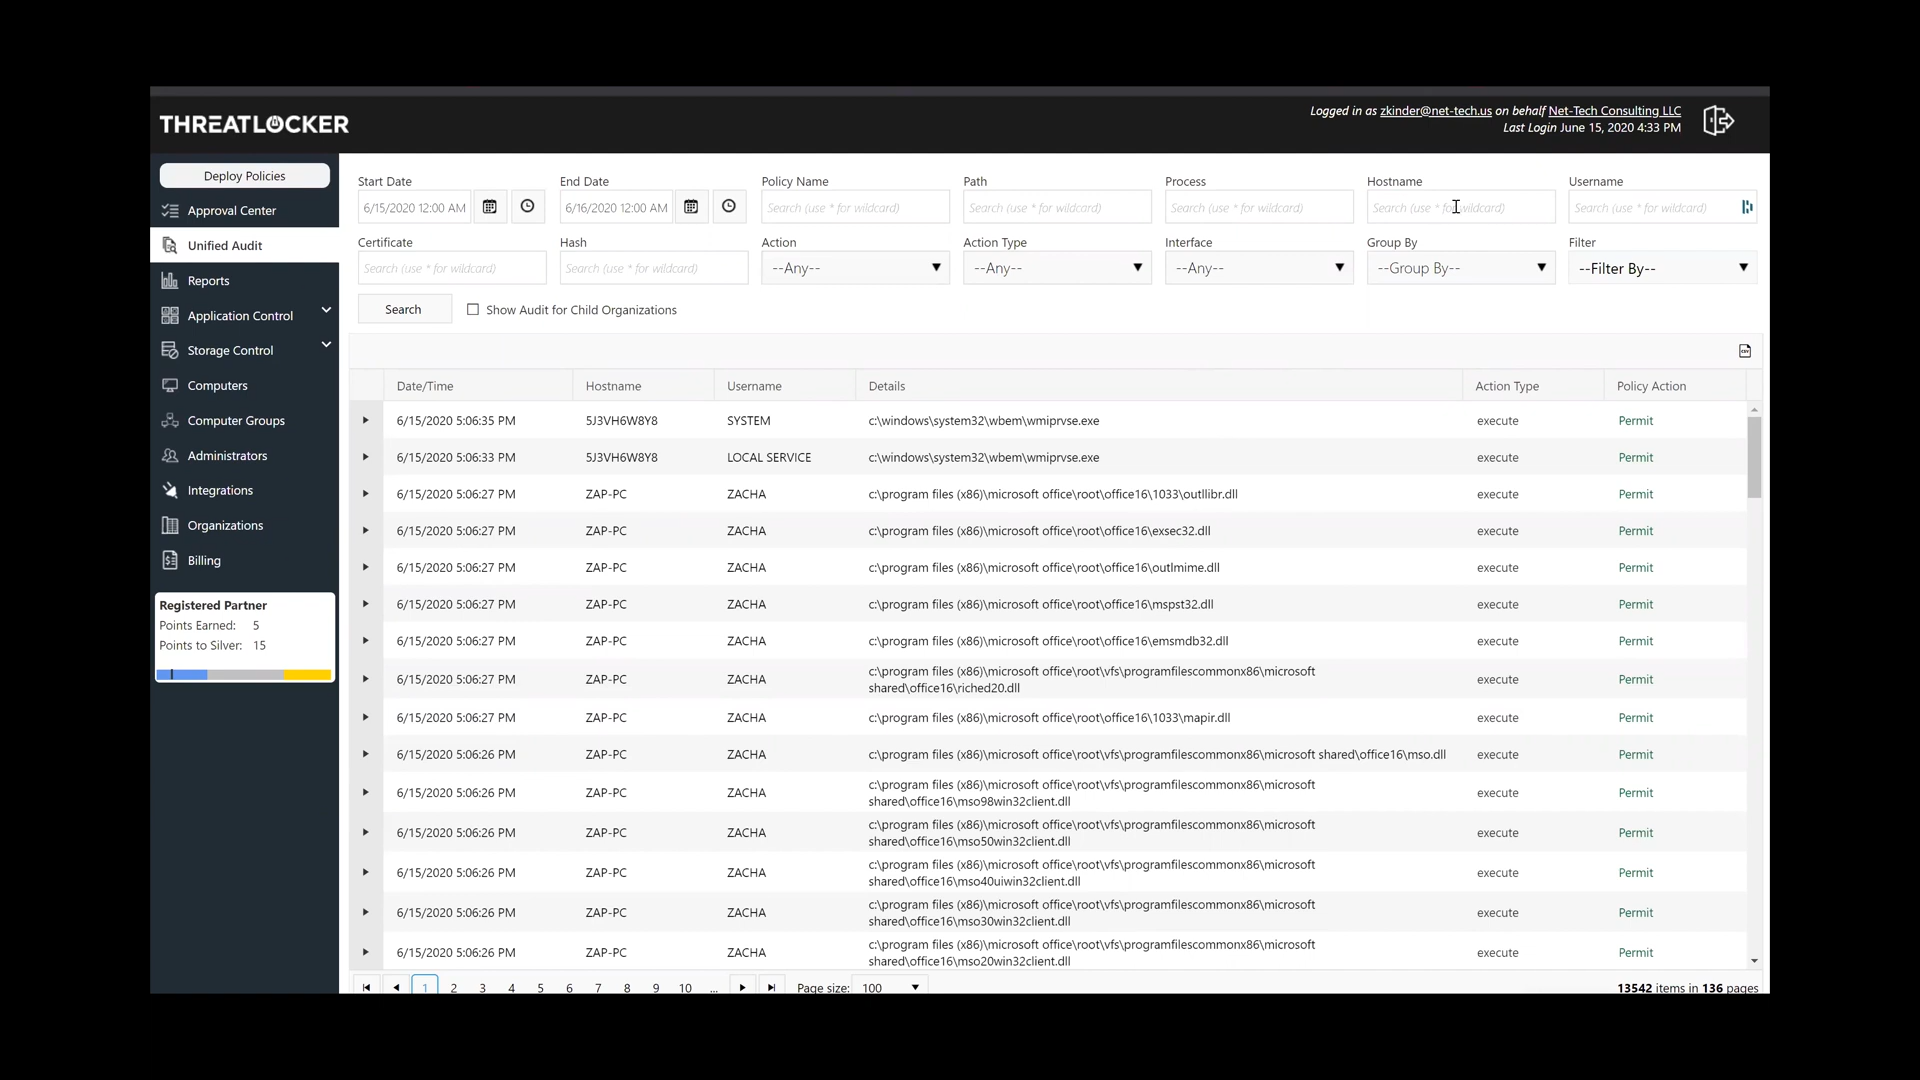 THREATLOCKER
Logged in as zkinder@net-tech.us on behalf Net-Tech Consulting LLC
Last Login June 15, 2020 4:33 PM
Deploy Policies
Approval Center
Unified Audit
Reports
Application Control
Storage Control
Computers
Computer Groups
Administrators
Integrations
Organizations
Billing
Registered Partner
Points Earned: 5
Points to Silver: 15
Start Date End Date Policy Name Path Process Hostname Username
6/15/2020 12:00 AM 6/16/2020 12:00 AM Search (use * for wildcard) Search (use * for wildcard) Search (use * for wildcard) Search (use * for wildcard) Search (use * for wildcard)
Certificate Hash Action Action Type Interface Group By Filter
Search (use * for wildcard) Search (use * for wildcard) --Any-- --Any-- --Any-- --Group By-- --Filter By--
Search Show Audit for Child Organizations
CSV
Date/Time Hostname Username Details Action Type Policy Action
6/15/2020 5:06:35 PM 5J3VH6W8Y8 SYSTEM c:\windows\system32\wbem\wmiprvse.exe execute Permit
6/15/2020 5:06:33 PM 5J3VH6W8Y8 LOCAL SERVICE c:\windows\system32\wbem\wmiprvse.exe execute Permit
6/15/2020 5:06:27 PM ZAP-PC ZACHA c:\program files (x86)\microsoft office\root\office16\1033\outllibr.dll execute Permit
6/15/2020 5:06:27 PM ZAP-PC ZACHA c:\program files (x86)\microsoft office\root\office16\exsec32.dll execute Permit
6/15/2020 5:06:27 PM ZAP-PC ZACHA c:\program files (x86)\microsoft office\root\office16\outlmime.dll execute Permit
6/15/2020 5:06:27 PM ZAP-PC ZACHA c:\program files (x86)\microsoft office\root\office16\mspst32.dll execute Permit
6/15/2020 5:06:27 PM ZAP-PC ZACHA c:\program files (x86)\microsoft office\root\office16\emsmdb32.dll execute Permit
6/15/2020 5:06:27 PM ZAP-PC ZACHA c:\program files (x86)\microsoft office\root\vfs\programfilescommonx86\microsoft execute Permit
shared\office16\riched20.dll
6/15/2020 5:06:27 PM ZAP-PC ZACHA c:\program files (x86)\microsoft office\root\office16\1033\mapir.dll execute Permit
6/15/2020 5:06:26 PM ZAP-PC ZACHA c:\program files (x86)\microsoft office\root\vfs\programfilescommonx86\microsoft shared\office16\mso.dll execute Permit
6/15/2020 5:06:26 PM ZAP-PC ZACHA c:\program files (x86)\microsoft office\root\vfs\programfilescommonx86\microsoft execute Permit
shared\office16\mso98win32client.dll
6/15/2020 5:06:26 PM ZAP-PC ZACHA c:\program files (x86)\microsoft office\root\vfs\programfilescommonx86\microsoft execute Permit
shared\office16\mso50win32client.dll
6/15/2020 5:06:26 PM ZAP-PC ZACHA c:\program files (x86)\microsoft office\root\vfs\programfilescommonx86\microsoft execute Permit
shared\office16\mso40uiwin32client.dll
6/15/2020 5:06:26 PM ZAP-PC ZACHA c:\program files (x86)\microsoft office\root\vfs\programfilescommonx86\microsoft execute Permit
shared\office16\mso30win32client.dll
6/15/2020 5:06:26 PM ZAP-PC ZACHA c:\program files (x86)\microsoft office\root\vfs\programfilescommonx86\microsoft execute Permit
shared\office16\mso20win32client.dll
1 2 3 4 5 6 7 8 9 10 ... Page size: 100 13542 items in 136 pages